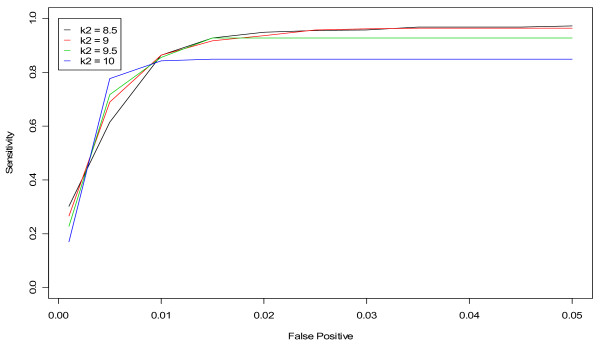 k2 = 8.5
k2 = 9
k2 = 9.5
k2 = 10
1.0
0.8
0.6
0.4
0.2
0.0
Sensitivity
0.00 0.01 0.02 0.03 0.04 0.05
False Positive